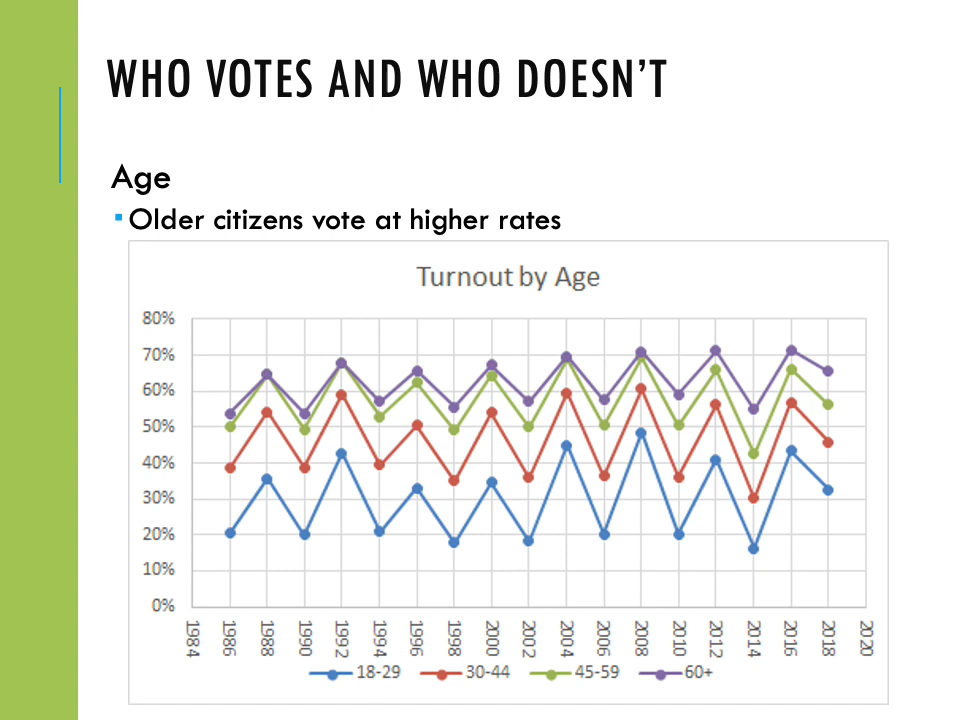 WHO VOTES AND WHO DOESN’T
Age
Older citizens vote at higher rates
Turnout by Age
80%
70%
60%
50%
40%
30%
20%
10%
0%
1984 1986 1988 1990 1992 1994 1996 1998 2000 2002 2004 2006 2008 2010 2012 2014 2016 2018 2020
18-29 30-44 45-59 60+